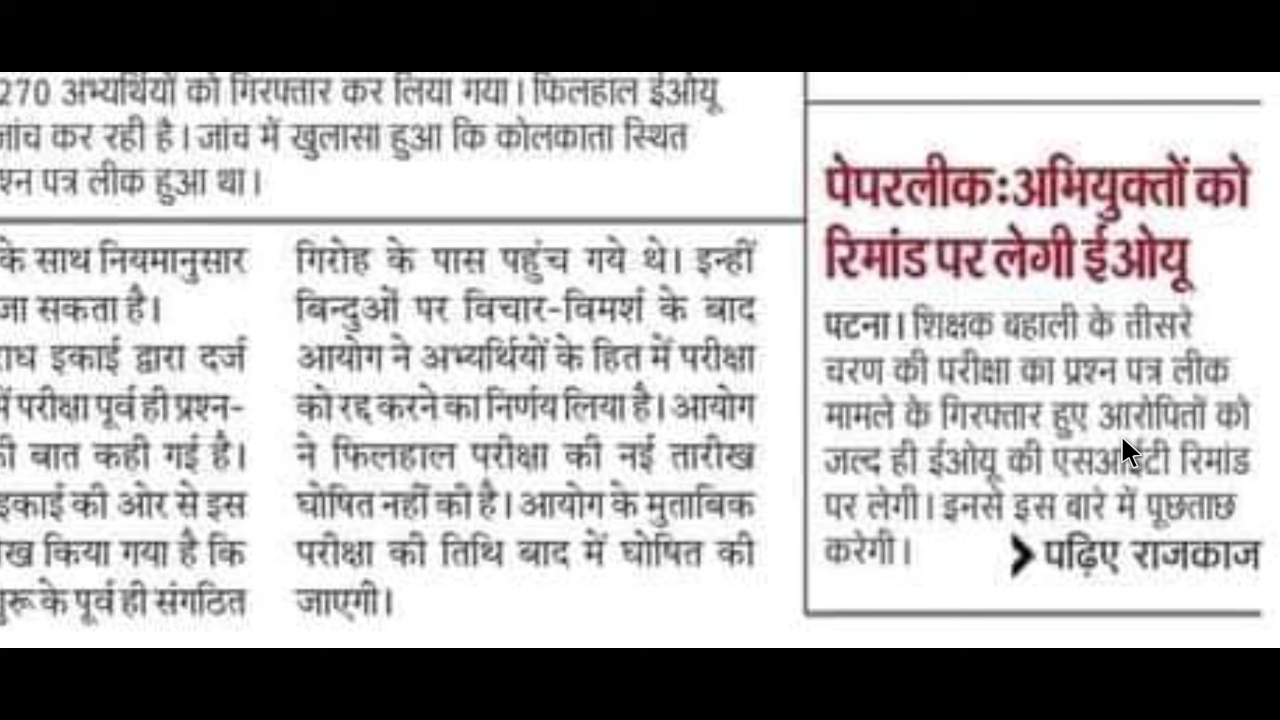 270 अभ्यर्थियों को गिरफ्तार कर लिया गया। फिलहाल ईओयू
जांच कर रही है। जांच में खुलासा हुआ कि कोलकाता स्थित
श्न पत्र लीक हुआ था।
के साथ नियमानुसार
जा सकता है।
राध इकाई द्वारा दर्ज
में परीक्षा पूर्व ही प्रश्न-
की बात कही गई है।
इकाई की ओर से इस
ख किया गया है कि
के पूर्व ही संगठित
गिरोह के पास पहुंच गये थे। इन्हीं
बिन्दुओं पर विचार-विमर्श के बाद
आयोग ने अभ्यर्थियों के हित में परीक्षा
को रद्द करने का निर्णय लिया है। आयोग
ने फिलहाल परीक्षा की नई तारीख
घोषित नहीं की है। आयोग के मुताबिक
परीक्षा की तिथि बाद में घोषित की
जाएगी।
पेपरलीक:अभियुक्तों को
रिमांड पर लेगी ईओयू
पटना। शिक्षक बहाली के तीसरे
चरण की परीक्षा का प्रश्न पत्र लीक
मामले के गिरफ्तार हुए आरोपितों को
जल्द ही ईओयू की एसआईटी रिमांड
पर लेगी। इनसे इस बारे में पूछताछ
करेगी।
पढ़िए राजकाज